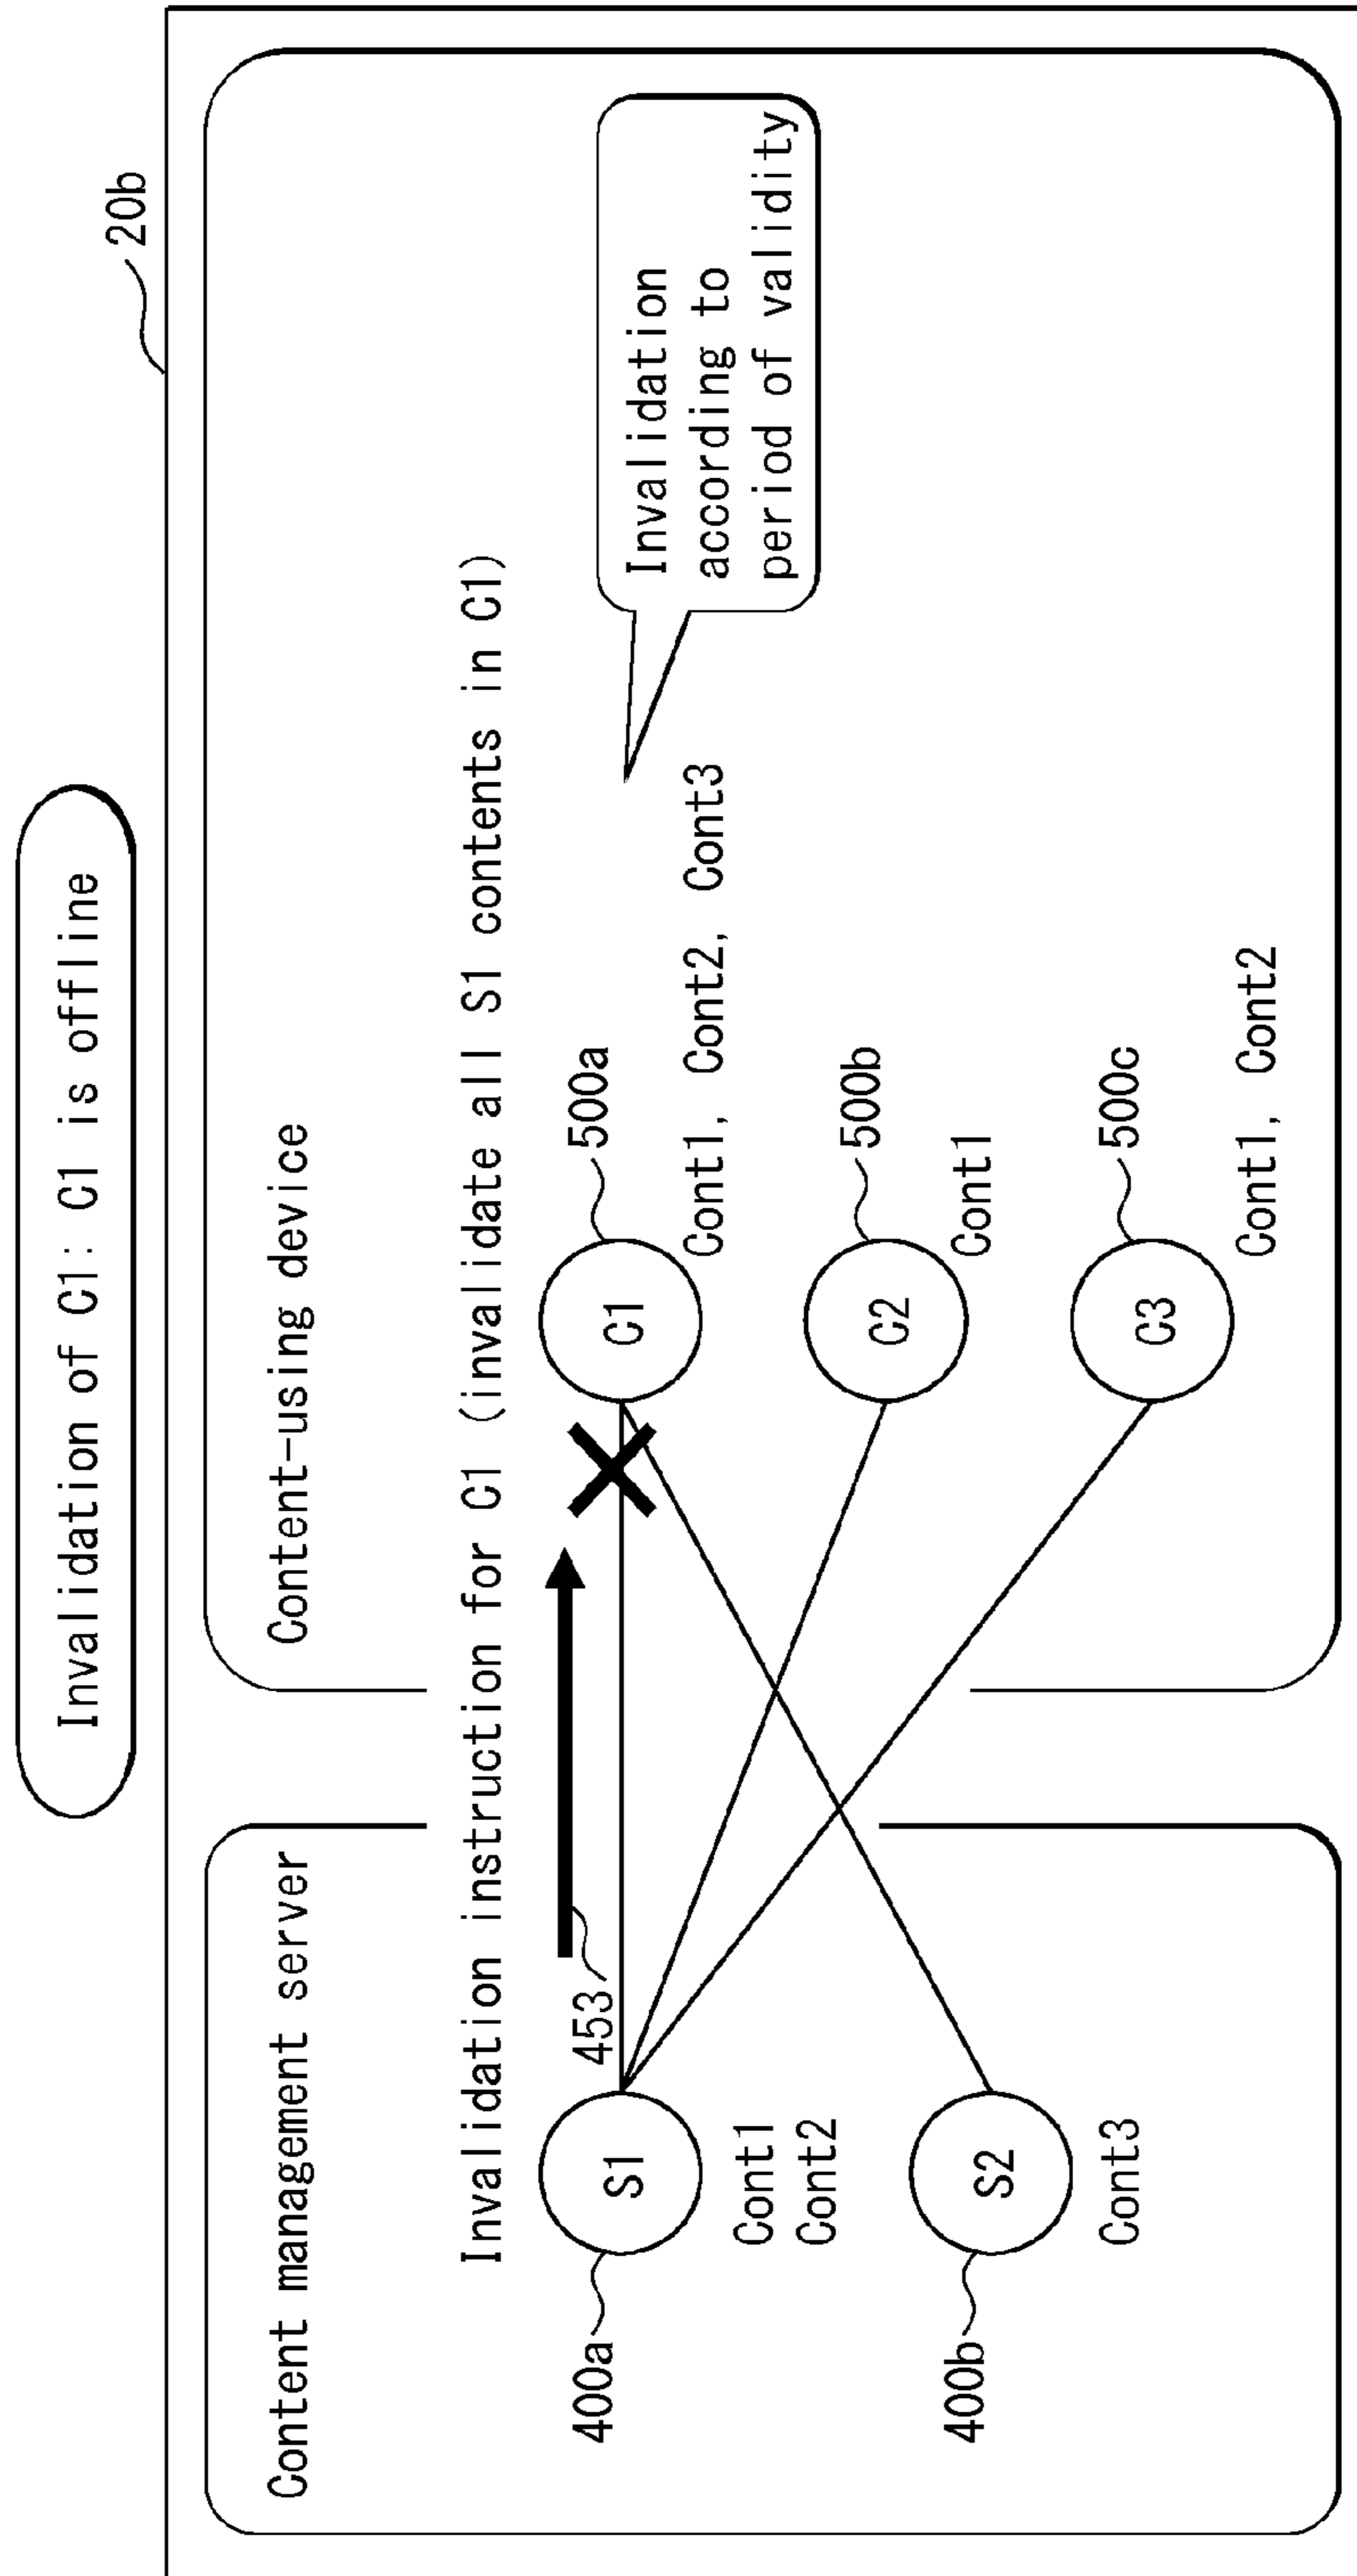 Invalidation of C1: C1 is offline
20b
Content management server
Content-using device
Invalidation instruction for C1 (invalidate all S1 contents in C1)
453
400a
S1
Cont1
Cont2
400b
S2
Cont3
C1
500a
Cont1, Cont2, Cont3
Invalidation
according to
period of validity
C2
500b
Cont1
C3
500c
Cont1, Cont2